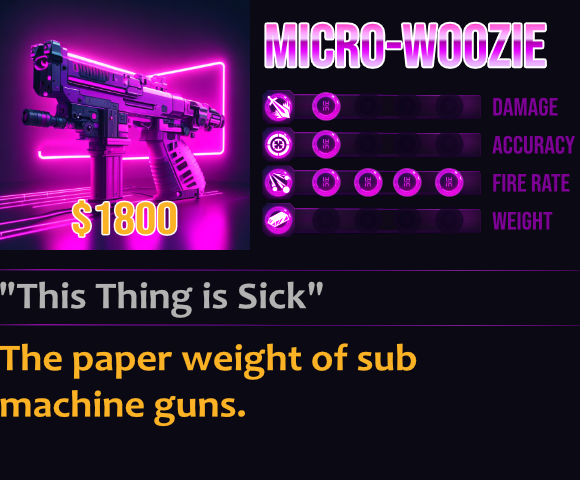 MICRO-WOOZIE
DAMAGE
ACCURACY
FIRE RATE
WEIGHT
$1800
"This Thing is Sick"
The paper weight of sub
machine guns.